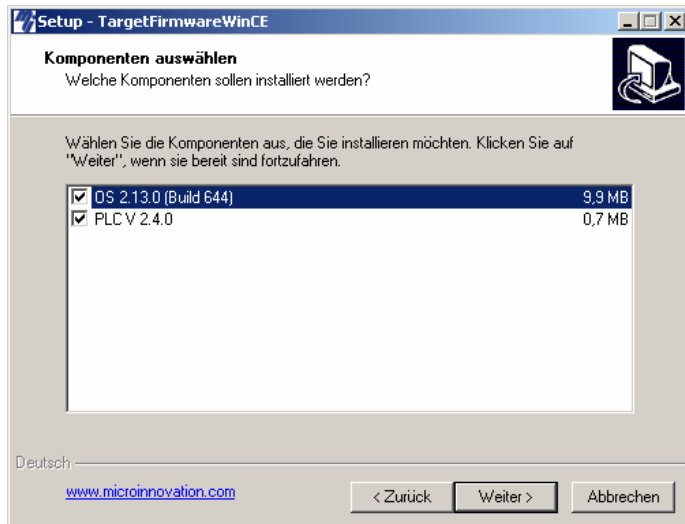 Setup - TargetFirmwareWinCE
Komponenten auswählen
Welche Komponenten sollen installiert werden?
Wählen Sie die Komponenten aus, die Sie installieren möchten. Klicken Sie auf
"Weiter", wenn sie bereit sind fortzufahren.
OS 2.13.0 (Build 644) 9,9 MB
PLC V 2.4.0 0,7 MB
Deutsch
www.microinnovation.com < Zurück Weiter > Abbrechen